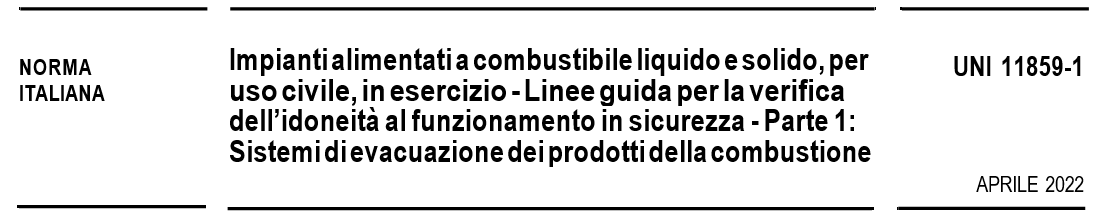 NORMA
ITALIANA
Impianti alimentati a combustibile liquido e solido, per
uso civile, in esercizio - Linee guida per la verifica
dell’idoneità al funzionamento in sicurezza - Parte 1:
Sistemi di evacuazione dei prodotti della combustione
UNI 11859-1
APRILE 2022